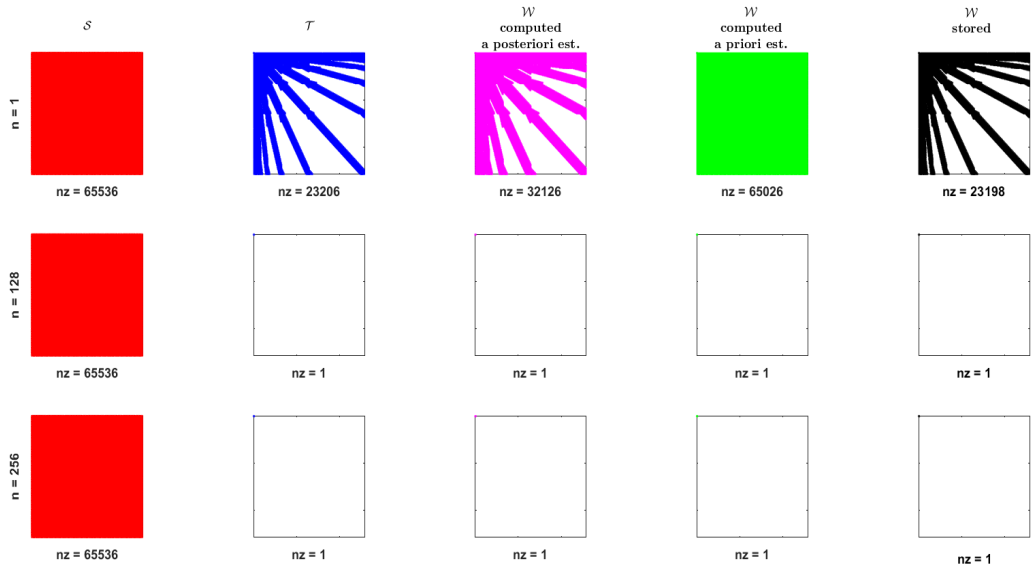 𝒮
𝒯
𝒲
computed
a posteriori est.
𝒲
computed
a priori est.
𝒲
stored
n = 1
nz = 65536
nz = 23206
nz = 32126
nz = 65026
nz = 23198
n = 128
nz = 65536
nz = 1
nz = 1
nz = 1
nz = 1
n = 256
nz = 65536
nz = 1
nz = 1
nz = 1
nz = 1